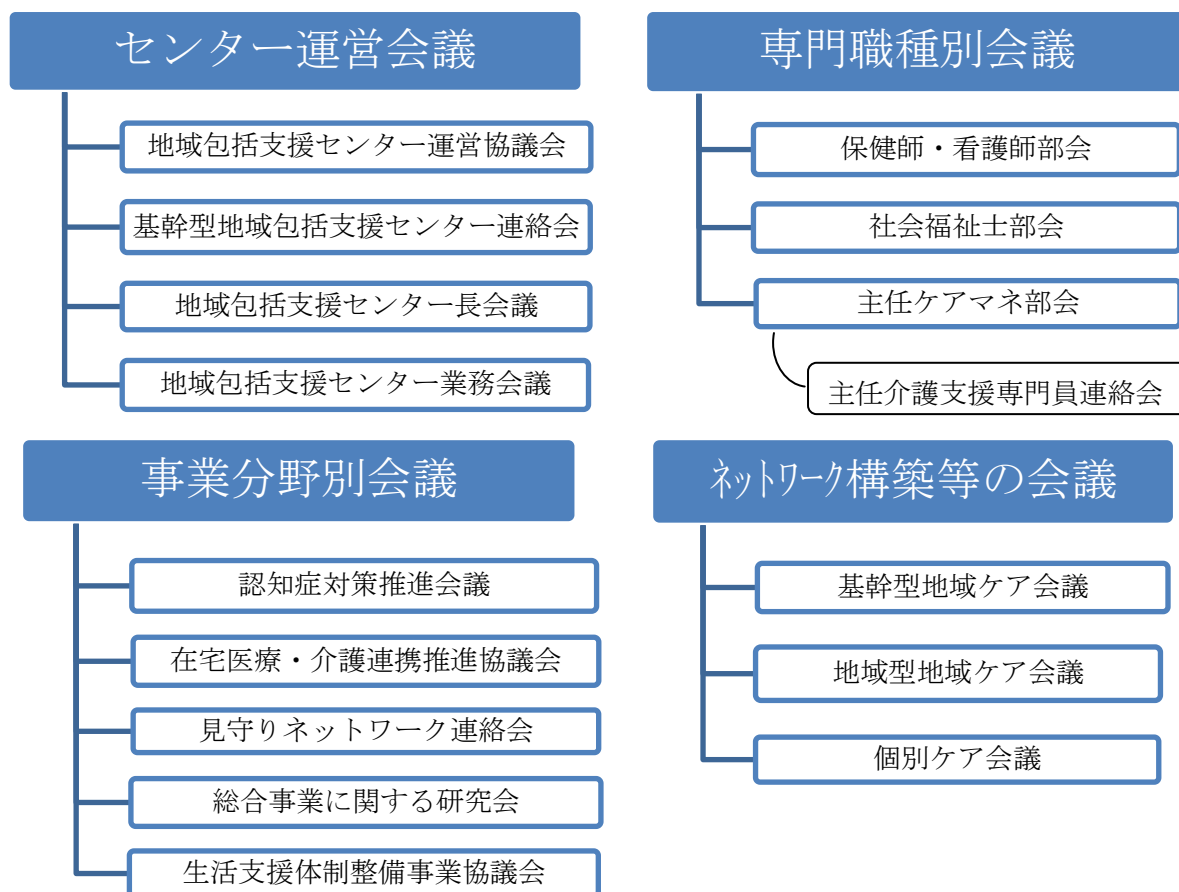 センター運営会議
地域包括支援センター運営協議会
基幹型地域包括支援センター連絡会
地域包括支援センター長会議
地域包括支援センター業務会議
専門職種別会議
保健師・看護師部会
社会福祉士部会
主任ケアマネ部会
主任介護支援専門員連絡会
事業分野別会議
認知症対策推進会議
在宅医療・介護連携推進協議会
見守りネットワーク連絡会
総合事業に関する研究会
生活支援体制整備事業協議会
ネットワーク構築等の会議
基幹型地域ケア会議
地域型地域ケア会議
個別ケア会議